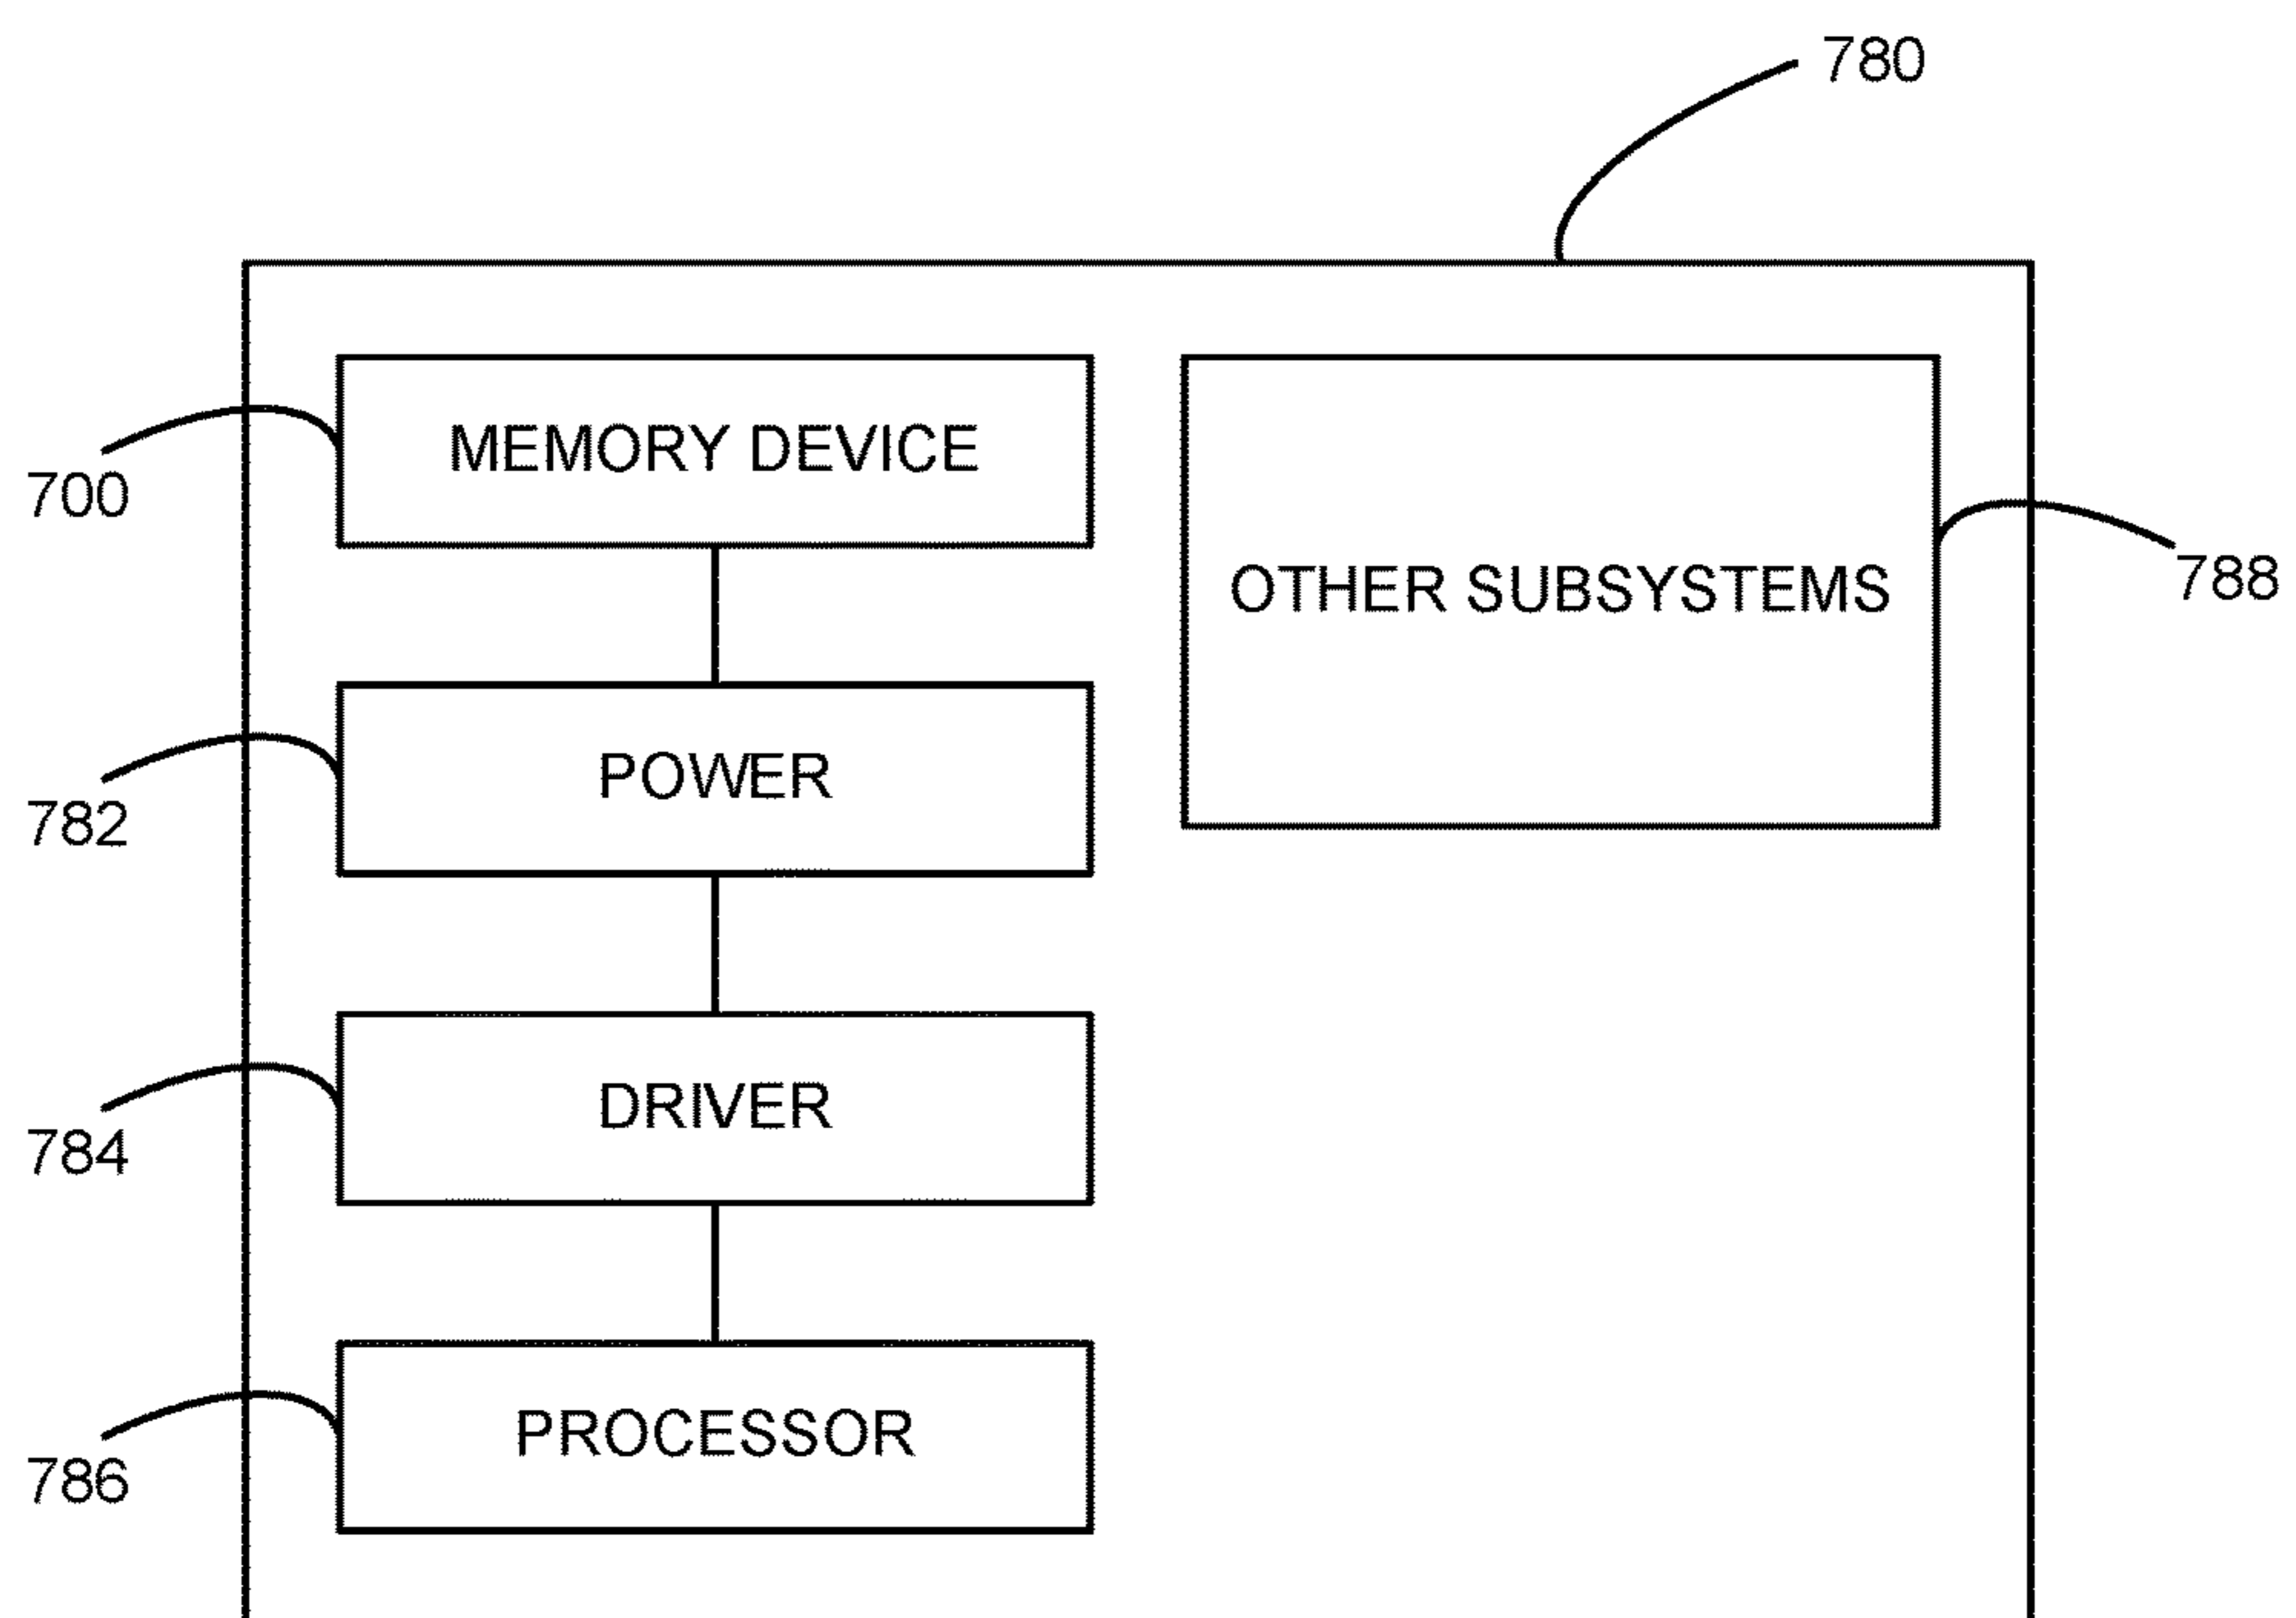 780
MEMORY DEVICE
700
OTHER SUBSYSTEMS
788
POWER
782
DRIVER
784
PROCESSOR
786